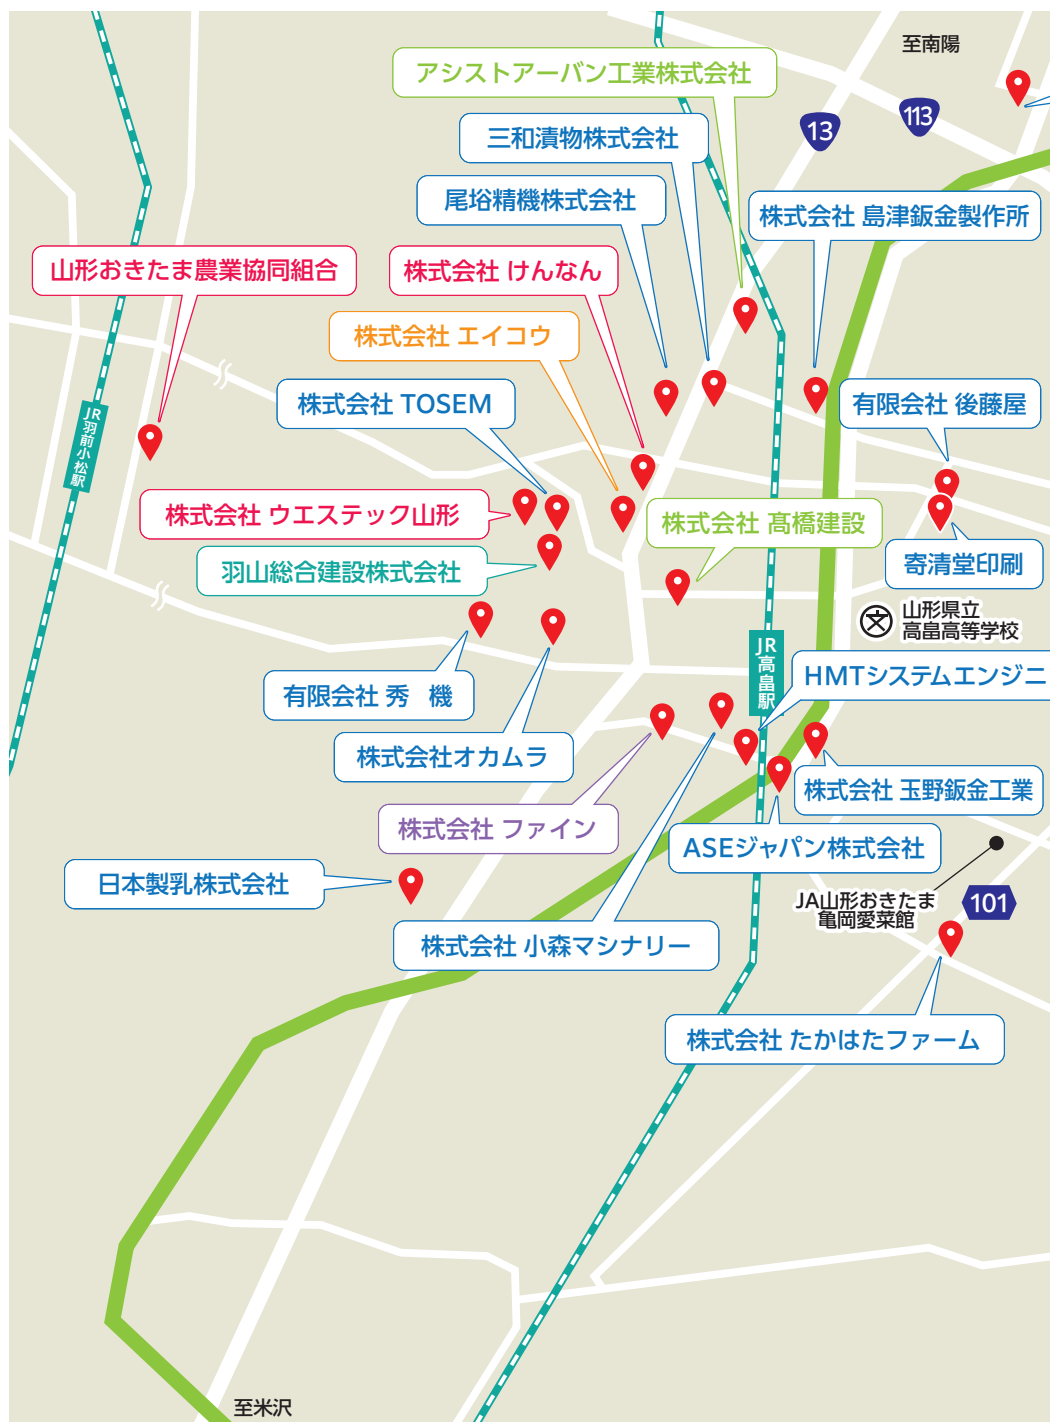 至南陽
アシストアーバン工業株式会社
113
13
三和漬物株式会社
尾㟢精機株式会社
株式会社 島津鈑金製作所
山形おきたま農業協同組合
株式会社 けんなん
株式会社 エイコウ
株式会社 TOSEM
有限会社 後藤屋
JR羽前小松駅
株式会社 ウエステック山形
株式会社 髙橋建設
羽山総合建設株式会社
寄清堂印刷
山形県立
高畠高等学校
JR高畠駅
HMTシステムエンジニ
有限会社 秀　機
株式会社オカムラ
株式会社 玉野鈑金工業
株式会社 ファイン
ASEジャパン株式会社
日本製乳株式会社
JA山形おきたま
亀岡愛菜館
101
株式会社 小森マシナリー
株式会社 たかはたファーム
至米沢